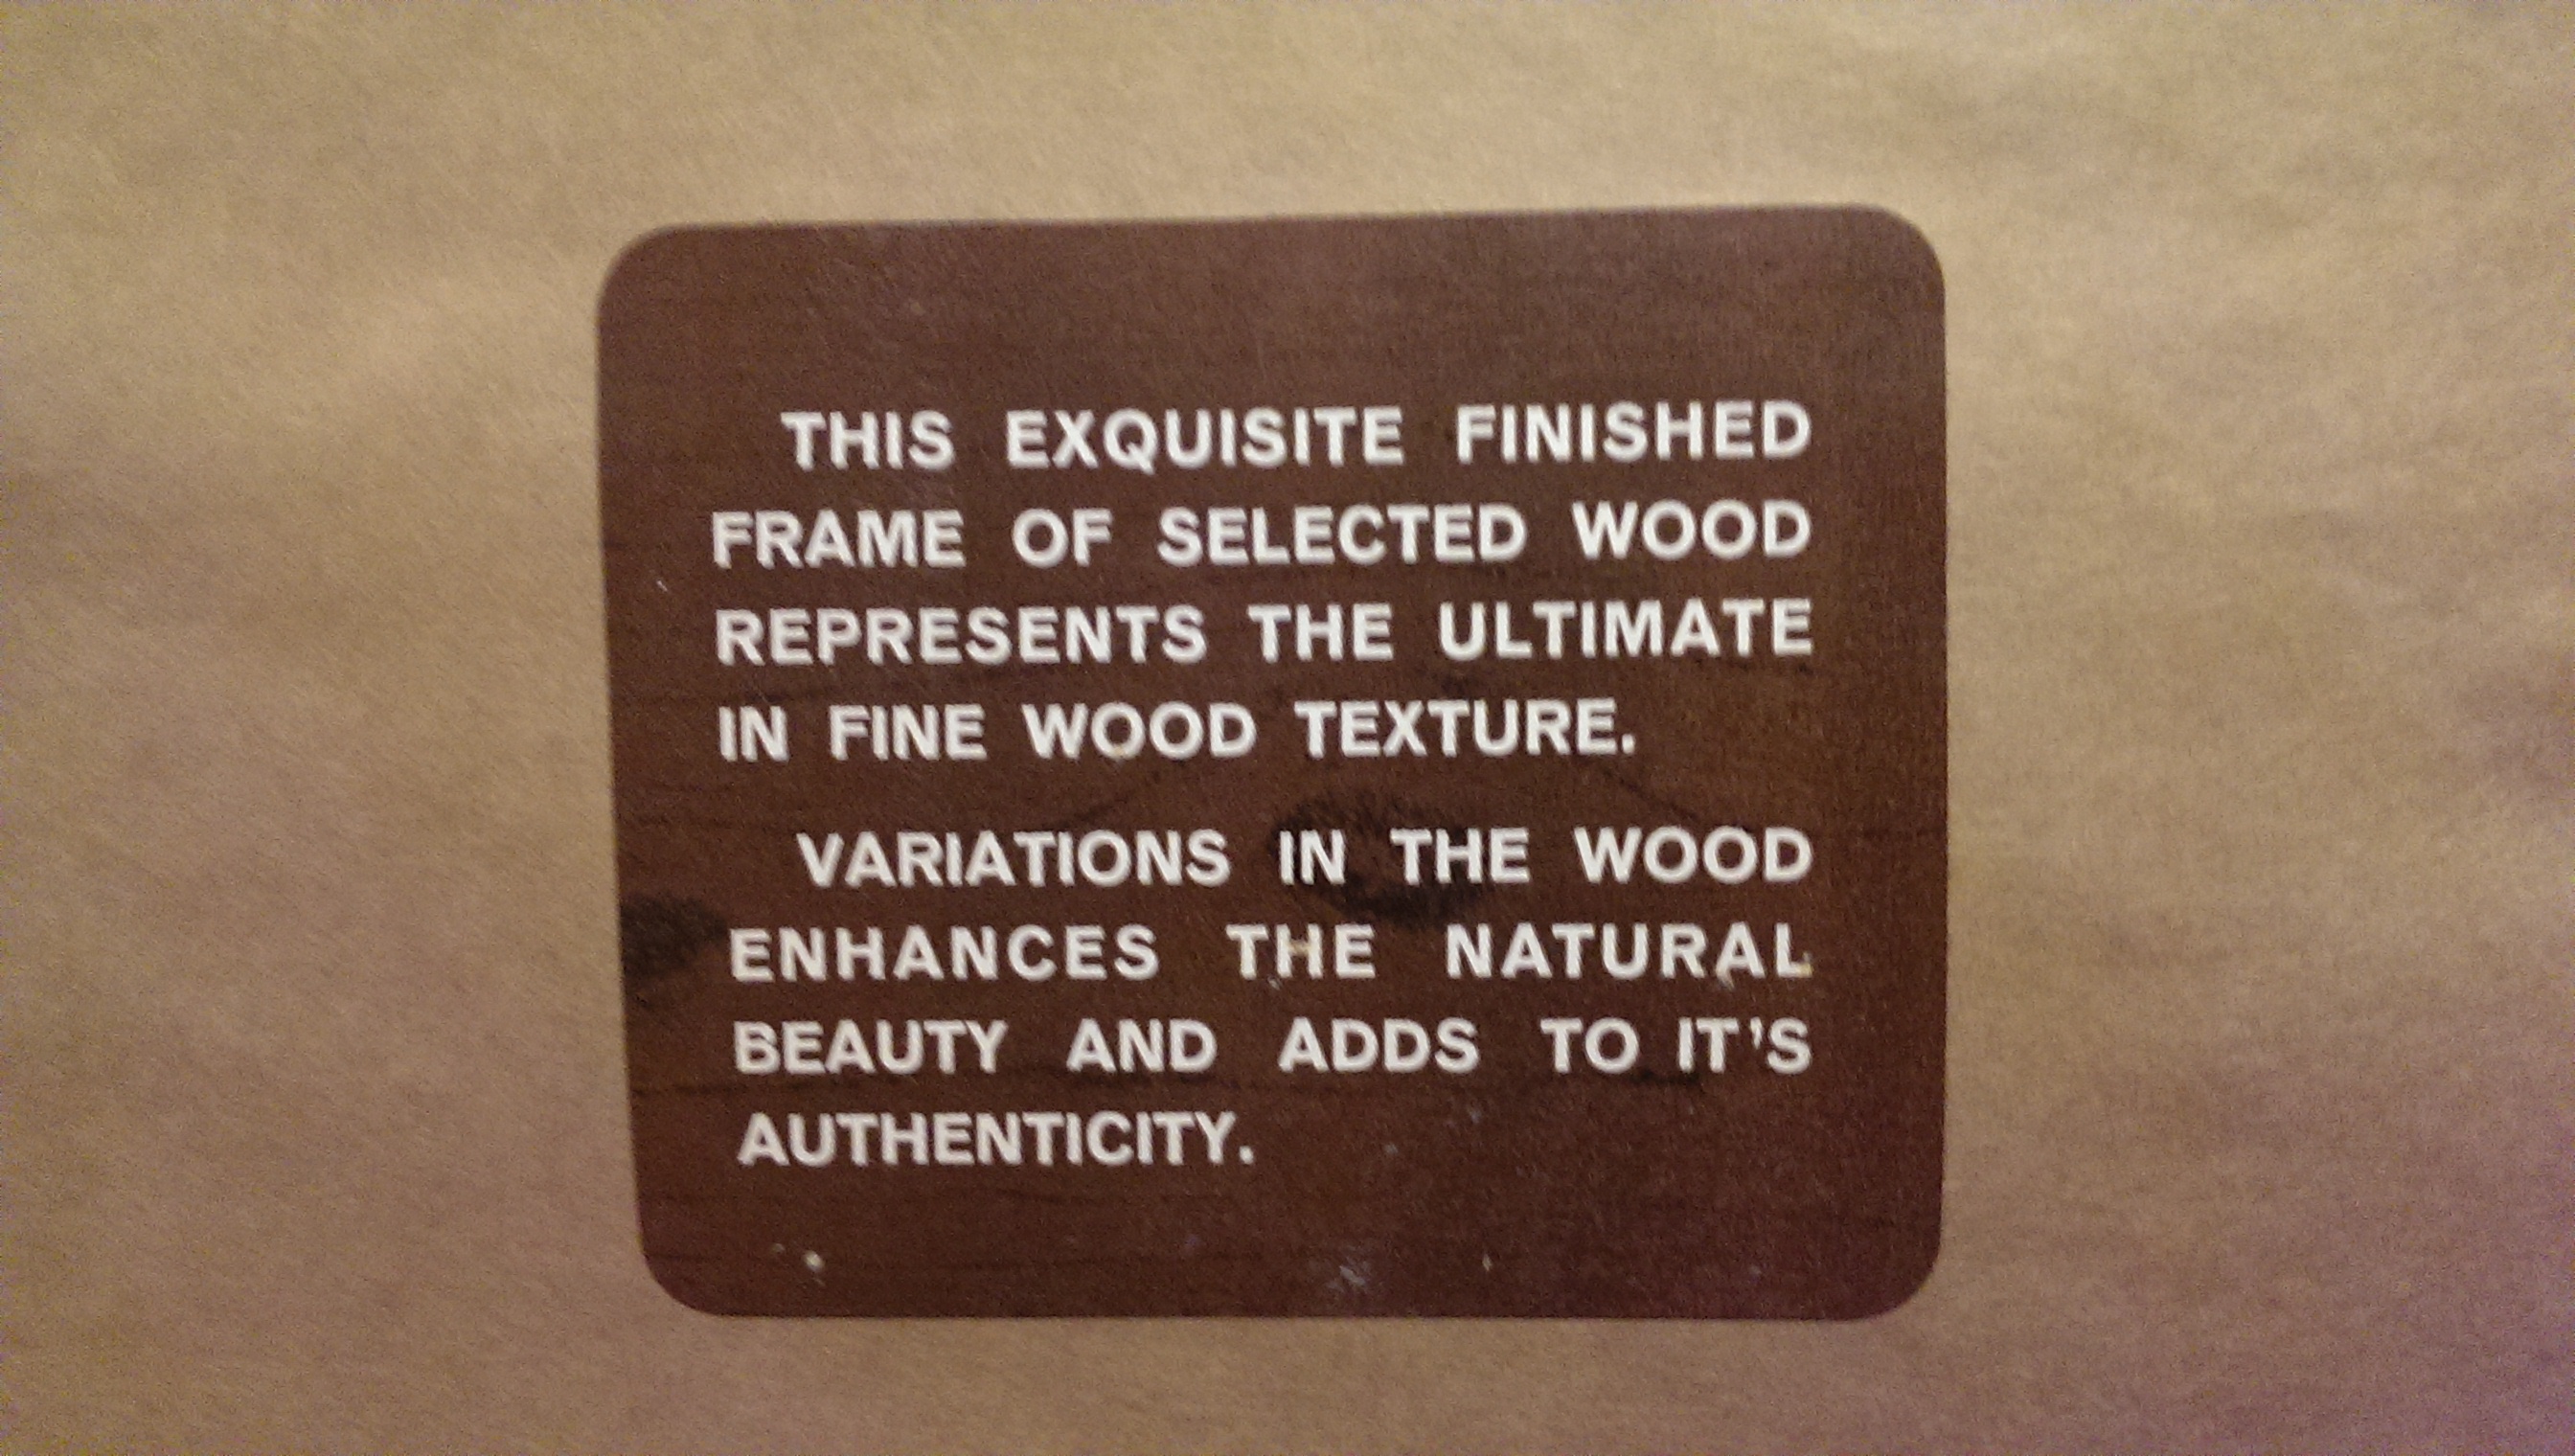 THIS EXQUISITE FINISHED
FRAME OF SELECTED WOOD
REPRESENTS THE ULTIMATE
IN FINE WOOD TEXTURE.
VARIATIONS IN THE WOOD
ENHANCES THE NATURAL
BEAUTY AND ADDS TO IT'S
AUTHENTICITY.